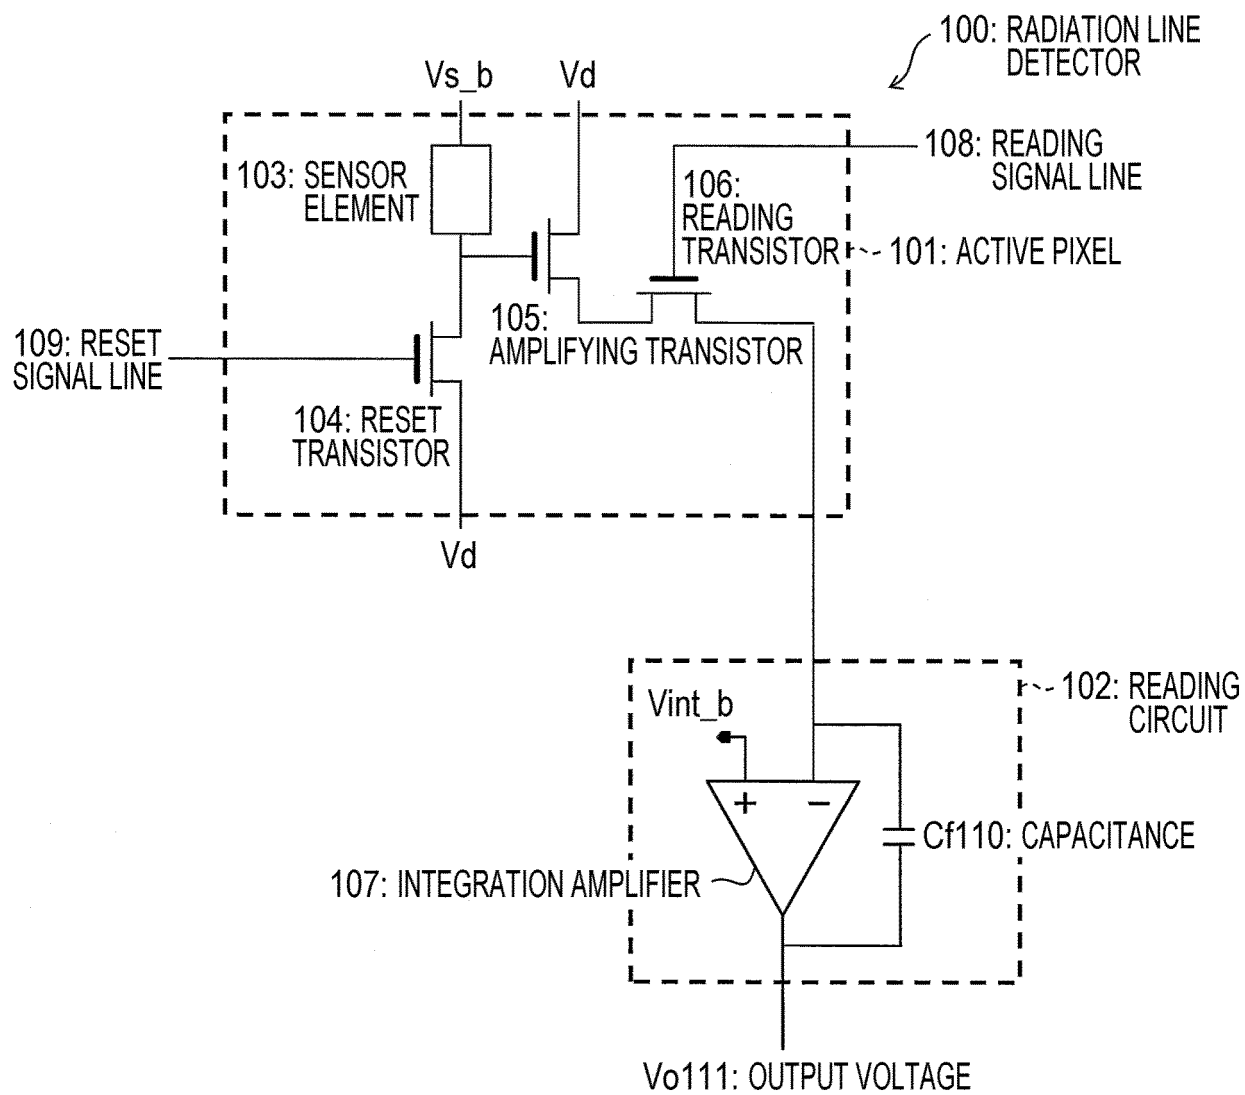 100: RADIATION LINE
DETECTOR
Vs_b
Vd
108: READING
SIGNAL LINE
103: SENSOR
ELEMENT
106:
READING
TRANSISTOR
101: ACTIVE PIXEL
105:
AMPLIFYING TRANSISTOR
109: RESET
SIGNAL LINE
104: RESET
TRANSISTOR
Vd
102: READING
CIRCUIT
Vint_b
+ −
Cf110: CAPACITANCE
107: INTEGRATION AMPLIFIER
Vo111: OUTPUT VOLTAGE